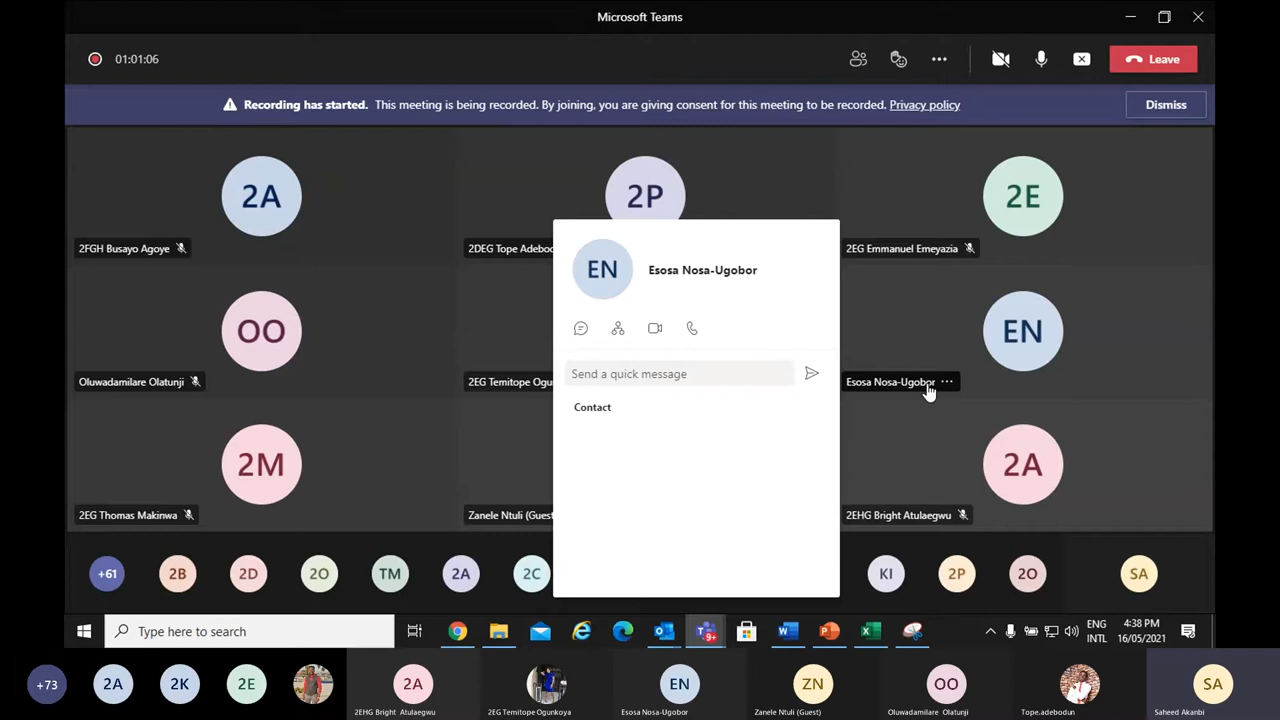 Microsoft Teams
01:01:06
Leave
Recording has started. This meeting is being recorded. By joining, you are giving consent for this meeting to be recorded. Privacy policy
Dismiss
2A
2P
2E
2FGH Busayo Agoye
2DEG Tope
2EG Emmanuel Emeyazia
EN
Esosa Nosa-Ugobor
OO
EN
Oluwadamilare Olatunji
2EG Temitope
Send a quick message
Esosa Nosa-Ugobor ...
Contact
2M
2A
2EG Thomas Makinwa
Zanele Ntuli
2EHG Bright Atulaegwu
+61
2B
2D
2O
TM
2A
2C
KI
2P
2O
SA
Type here to search
9+
ENG
INTL
4:38 PM
16/05/2021
+73
2A
2K
2E
2A
EN
ZN
OO
SA
2EHG Bright Atulaegwu
2EG Temitope Ogunkoya
Esosa Nosa-Ugobor
Zanele Ntuli (Guest)
Oluwadamilare Olatunji
Tope.adebodun
Saheed Akanbi